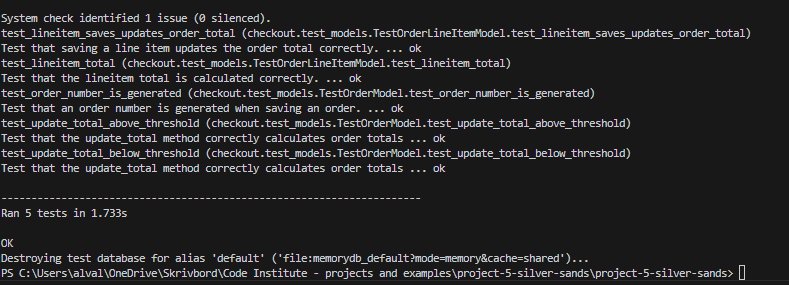 System check identified 1 issue (0 silenced).
test_lineitem_saves_updates_order_total (checkout.test_models.TestOrderLineItemModel.test_lineitem_saves_updates_order_total)
Test that saving a line item updates the order total correctly. ... ok
test_lineitem_total (checkout.test_models.TestOrderLineItemModel.test_lineitem_total)
Test that the lineitem total is calculated correctly. ... ok
test_order_number_is_generated (checkout.test_models.TestOrderModel.test_order_number_is_generated)
Test that an order number is generated when saving an order. ... ok
test_update_total_above_threshold (checkout.test_models.TestOrderModel.test_update_total_above_threshold)
Test that the update_total method correctly calculates order totals ... ok
test_update_total_below_threshold (checkout.test_models.TestOrderModel.test_update_total_below_threshold)
Test that the update_total method correctly calculates order totals ... ok
----------------------------------------------------------------------
Ran 5 tests in 1.733s
OK
Destroying test database for alias 'default' ('file:memorydb_default?mode=memory&cache=shared')...
PS C:\Users\alval\OneDrive\Skrivbord\Code Institute - projects and examples\project-5-silver-sands\project-5-silver-sands>